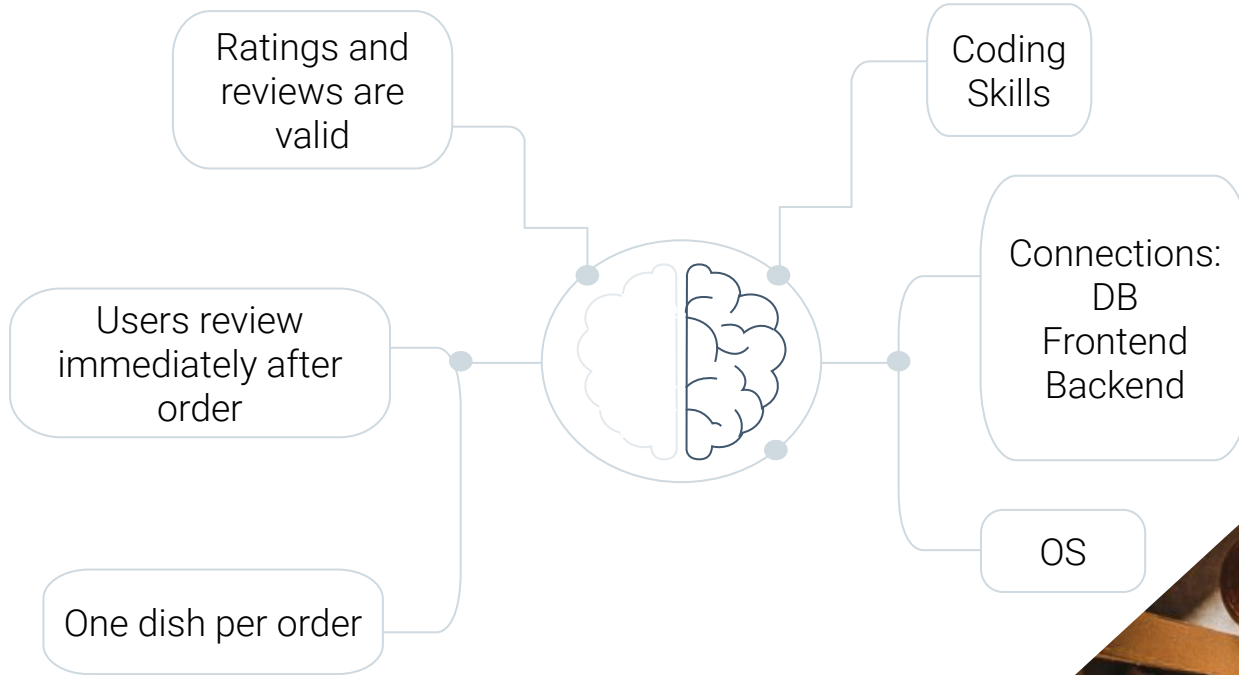 Ratings and
reviews are
valid
Users review
immediately after
order
One dish per order
Coding
Skills
Connections:
DB
Frontend
Backend
OS